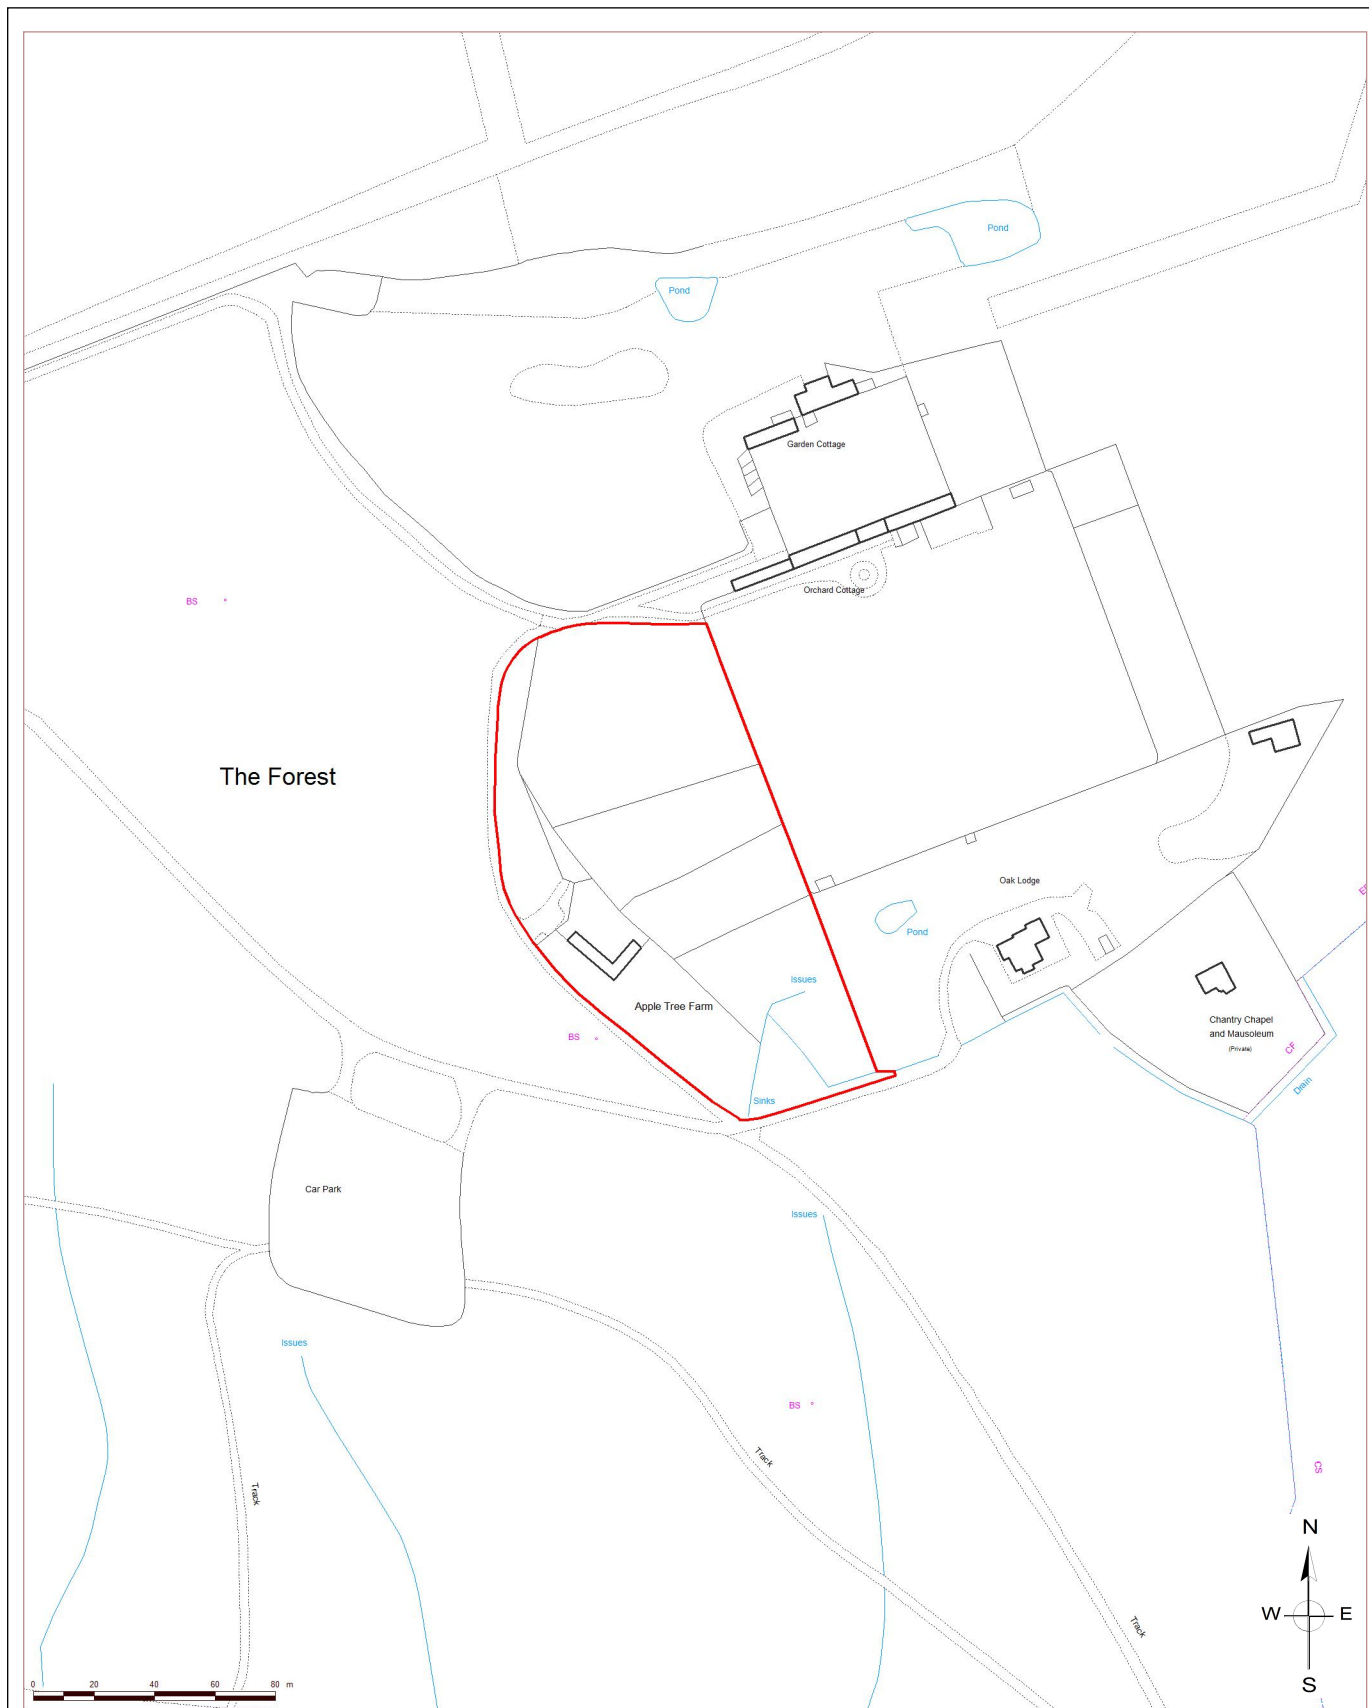 Pond
Pond
Garden Cottage
Orchard Cottage
BS
The Forest
Oak Lodge
Pond
Issues
Apple Tree Farm
BS
Chantry Chapel
and Mausoleum
(Private)
CF
Drain
Sinks
Car Park
Issues
Issues
BS
Track
Track
CS
Track
N
W E
S
0 20 40 60 80 m